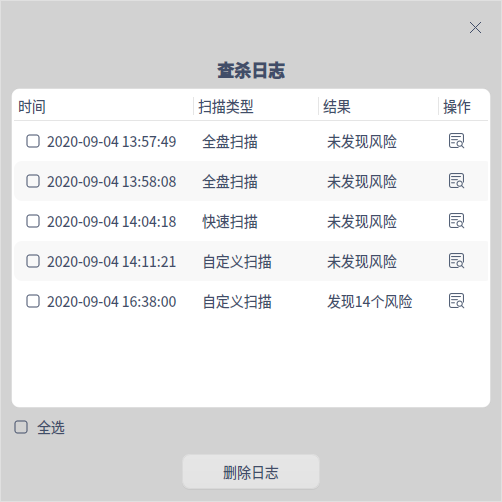 查杀日志
时间 扫描类型 结果 操作
2020-09-04 13:57:49 全盘扫描 未发现风险
2020-09-04 13:58:08 全盘扫描 未发现风险
2020-09-04 14:04:18 快速扫描 未发现风险
2020-09-04 14:11:21 自定义扫描 未发现风险
2020-09-04 16:38:00 自定义扫描 发现14个风险
全选
删除日志